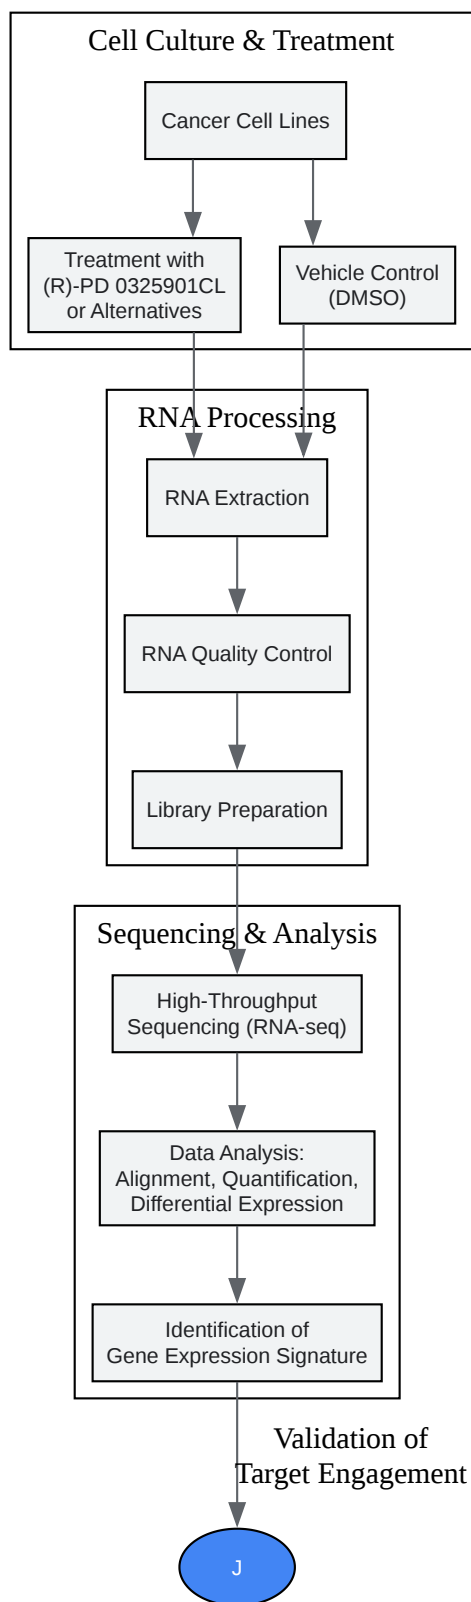 Cell Culture & Treatment
Cancer Cell Lines
Treatment with
(R)-PD 0325901CL
or Alternatives
Vehicle Control
(DMSO)
RNA Processing
RNA Extraction
RNA Quality Control
Library Preparation
Sequencing & Analysis
High-Throughput
Sequencing (RNA-seq)
Data Analysis:
Alignment, Quantification,
Differential Expression
Identification of
Gene Expression Signature
Validation of
Target Engagement
J